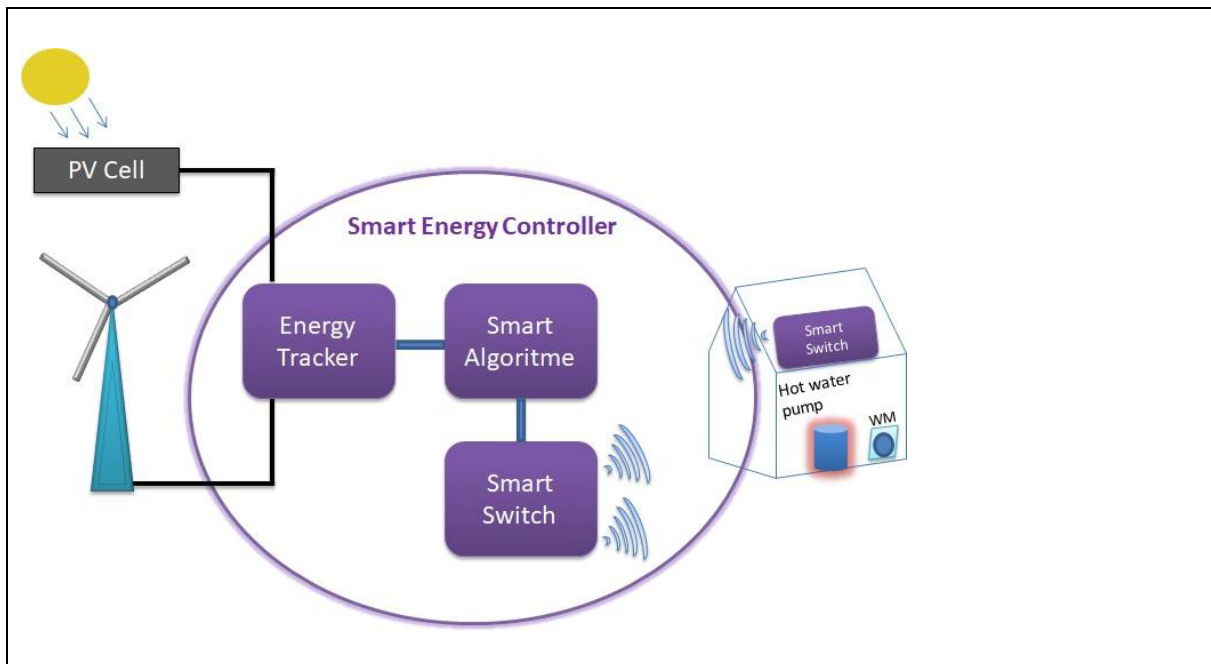 PV Cell
Smart Energy Controller
Energy
Tracker
Smart
Algoritme
Smart
Switch
Smart
Switch
Hot water
pump
WM